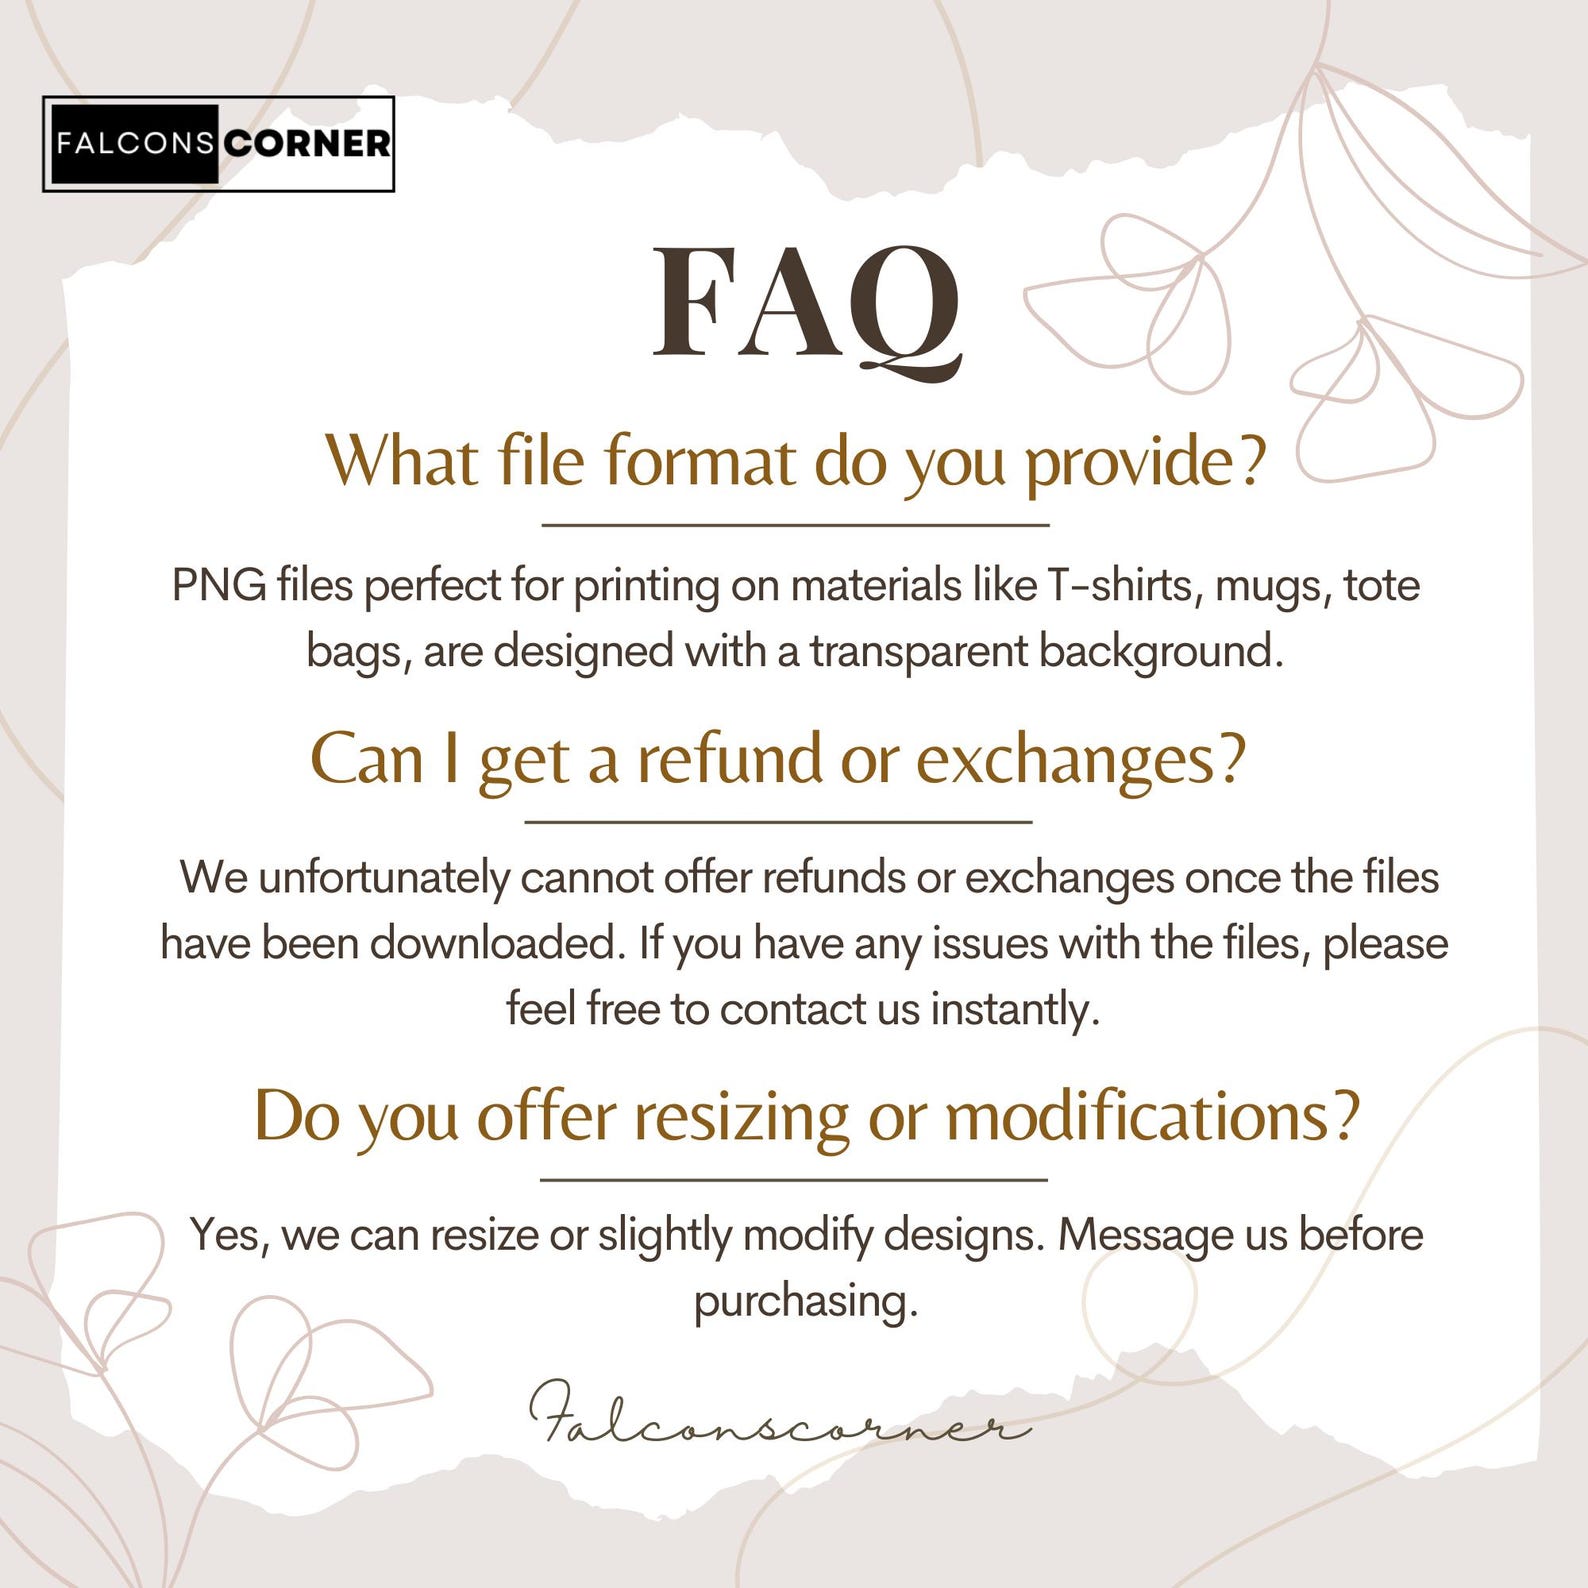 FALCONS CORNER
FAQ
What file format do you provide?
PNG files perfect for printing on materials like T-shirts, mugs, tote
bags, are designed with a transparent background.
Can I get a refund or exchanges?
We unfortunately cannot offer refunds or exchanges once the files
have been downloaded. If you have any issues with the files, please
feel free to contact us instantly.
Do you offer resizing or modifications?
Yes, we can resize or slightly modify designs. Message us before
purchasing.
Falconscorner